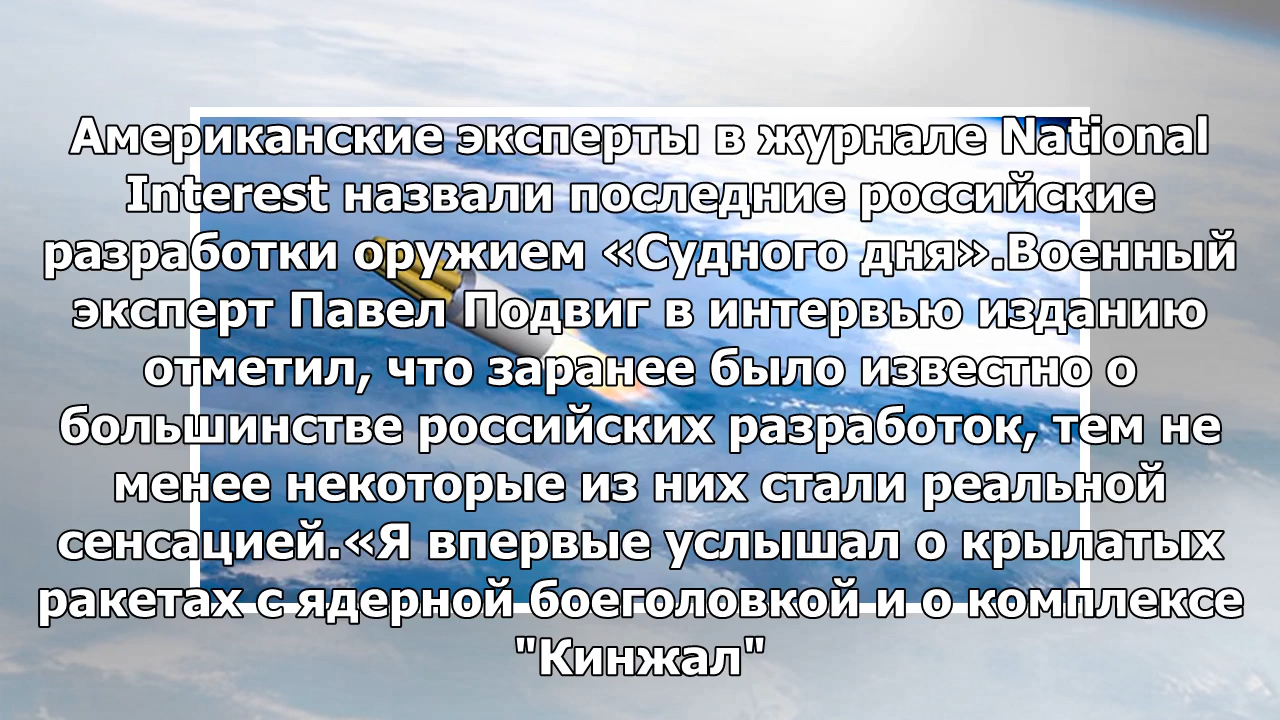 Американские эксперты в журнале National
Interest назвали последние российские
разработки оружием «Судного дня».Военный
эксперт Павел Подвиг в интервью изданию
отметил, что заранее было известно о
большинстве российских разработок, тем не
менее некоторые из них стали реальной
сенсацией.«Я впервые услышал о крылатых
ракетах с ядерной боеголовкой и о комплексе
"Кинжал"